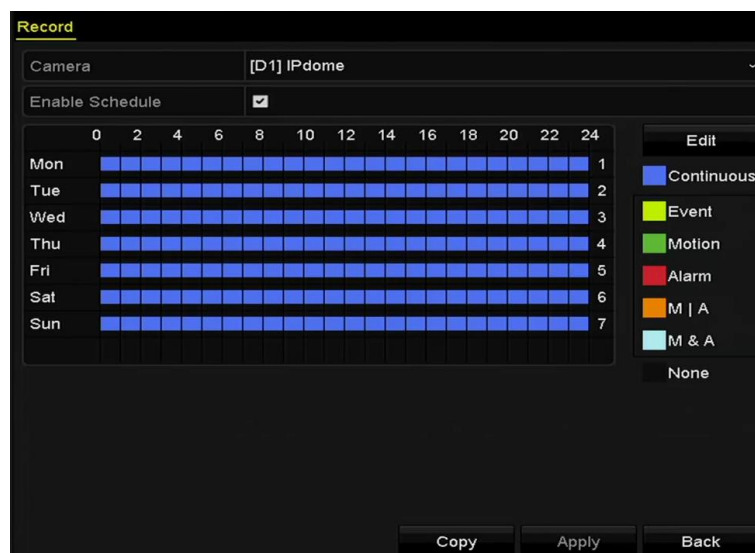 Record
Camera [D1] IPdome
Enable Schedule
0 2 4 6 8 10 12 14 16 18 20 22 24
Edit
Mon 1
Continuous
Tue 2
Event
Wed 3
Motion
Thu 4
Alarm
Fri 5
M | A
Sat 6
M & A
Sun 7
None
Copy Apply Back